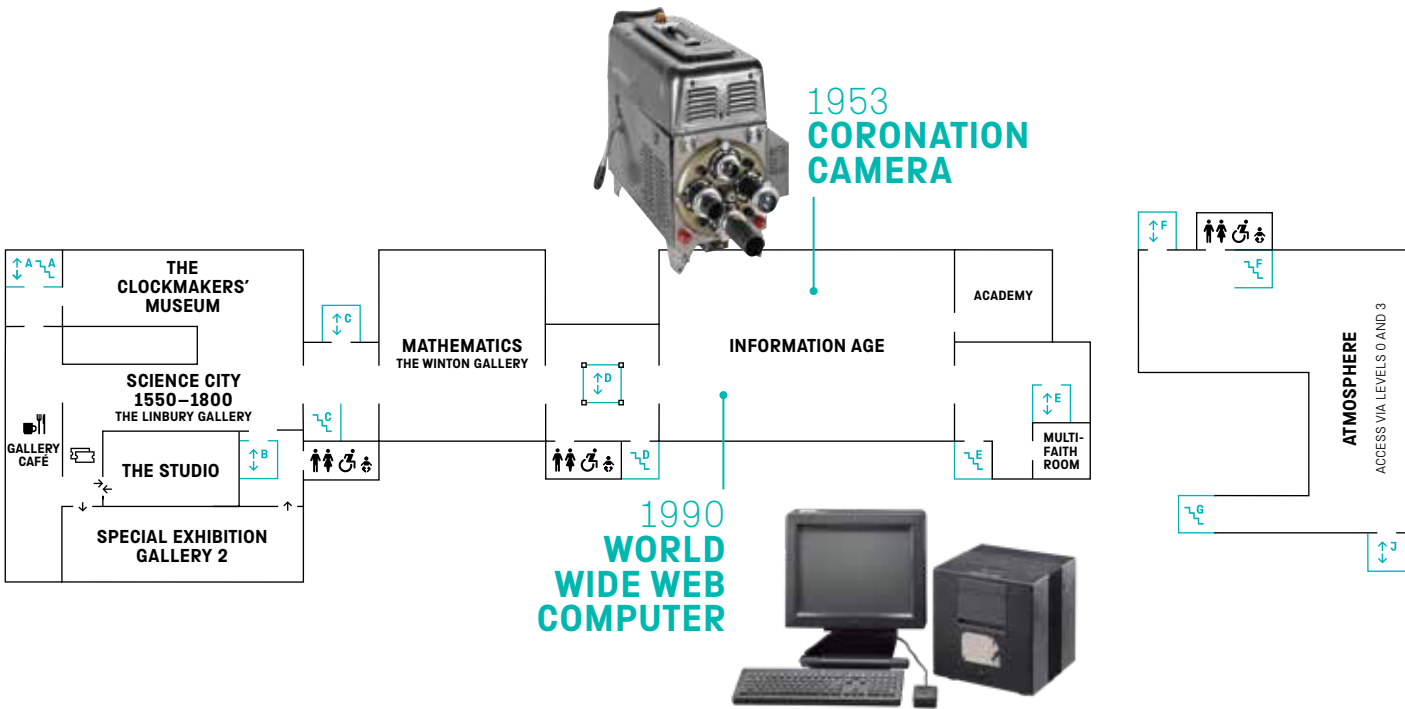 1953
CORONATION
CAMERA
F
F
A
A
THE
CLOCKMAKERS'
MUSEUM
C
ACADEMY
MATHEMATICS
THE WINTON GALLERY
INFORMATION AGE
ATMOSPHERE
ACCESS VIA LEVELS 0 AND 3
SCIENCE CITY
1550–1800
THE LINBURY GALLERY
D
E
C
GALLERY
CAFÉ
THE STUDIO
B
D
E
MULTI-
FAITH
ROOM
SPECIAL EXHIBITION
GALLERY 2
G
J
1990
WORLD
WIDE WEB
COMPUTER